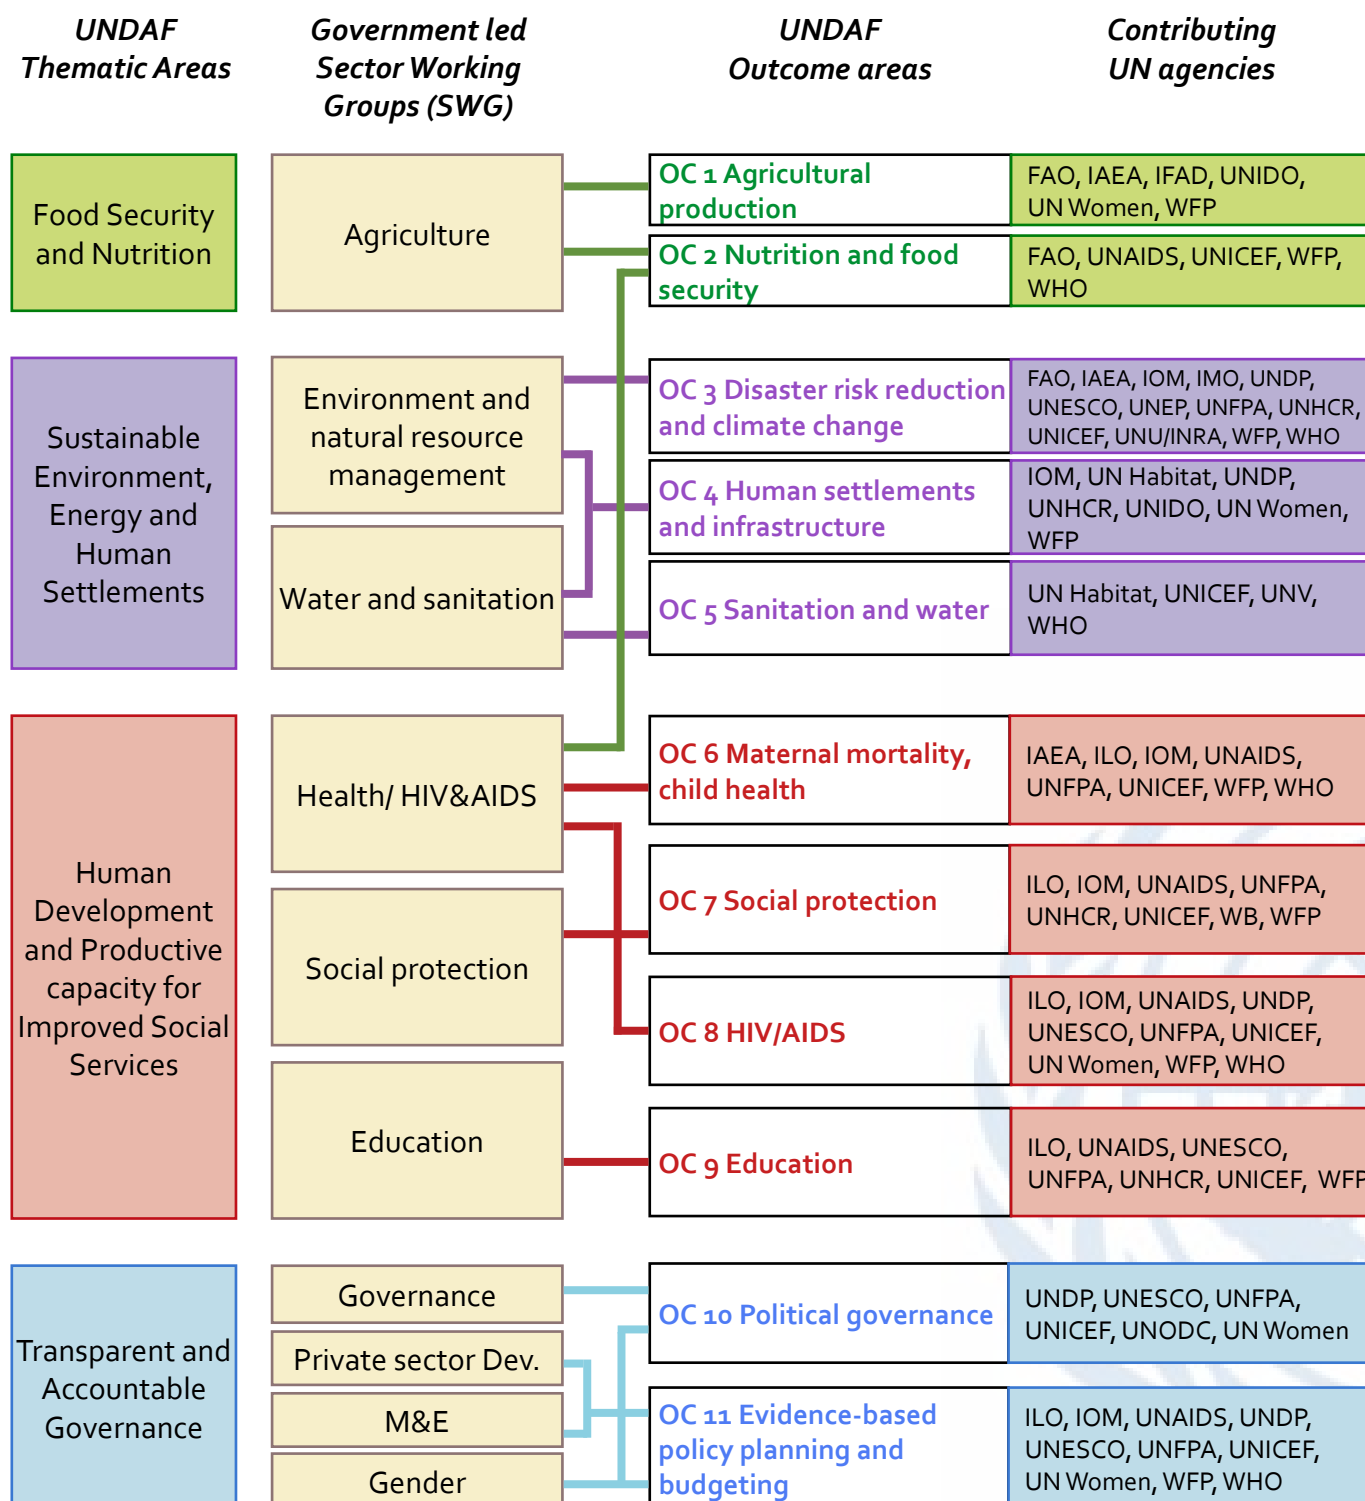 UNDAF
Thematic Areas
Government led
Sector Working
Groups (SWG)
UNDAF
Outcome areas
Contributing
UN agencies
Food Security
and Nutrition
Agriculture
OC 1 Agricultural
production
FAO, IAEA, IFAD, UNIDO,
UN Women, WFP
OC 2 Nutrition and food
security
FAO, UNAIDS, UNICEF, WFP,
WHO
Sustainable
Environment,
Energy and
Human
Settlements
Environment and
natural resource
management
Water and sanitation
OC 3 Disaster risk reduction
and climate change
FAO, IAEA, IOM, IMO, UNDP,
UNESCO, UNEP, UNFPA, UNHCR,
UNICEF, UNU/INRA, WFP, WHO
OC 4 Human settlements
and infrastructure
IOM, UN Habitat, UNDP,
UNHCR, UNIDO, UN Women,
WFP
OC 5 Sanitation and water
UN Habitat, UNICEF, UNV,
WHO
Human
Development
and Productive
capacity for
Improved Social
Services
Health/ HIV&AIDS
Social protection
Education
OC 6 Maternal mortality,
child health
IAEA, ILO, IOM, UNAIDS,
UNFPA, UNICEF, WFP, WHO
OC 7 Social protection
ILO, IOM, UNAIDS, UNFPA,
UNHCR, UNICEF, WB, WFP
OC 8 HIV/AIDS
ILO, IOM, UNAIDS, UNDP,
UNESCO, UNFPA, UNICEF,
UN Women, WFP, WHO
OC 9 Education
ILO, UNAIDS, UNESCO,
UNFPA, UNHCR, UNICEF, WFP
Transparent and
Accountable
Governance
Governance
Private sector Dev.
M&E
Gender
OC 10 Political governance
UNDP, UNESCO, UNFPA,
UNICEF, UNODC, UN Women
OC 11 Evidence-based
policy planning and
budgeting
ILO, IOM, UNAIDS, UNDP,
UNESCO, UNFPA, UNICEF,
UN Women, WFP, WHO